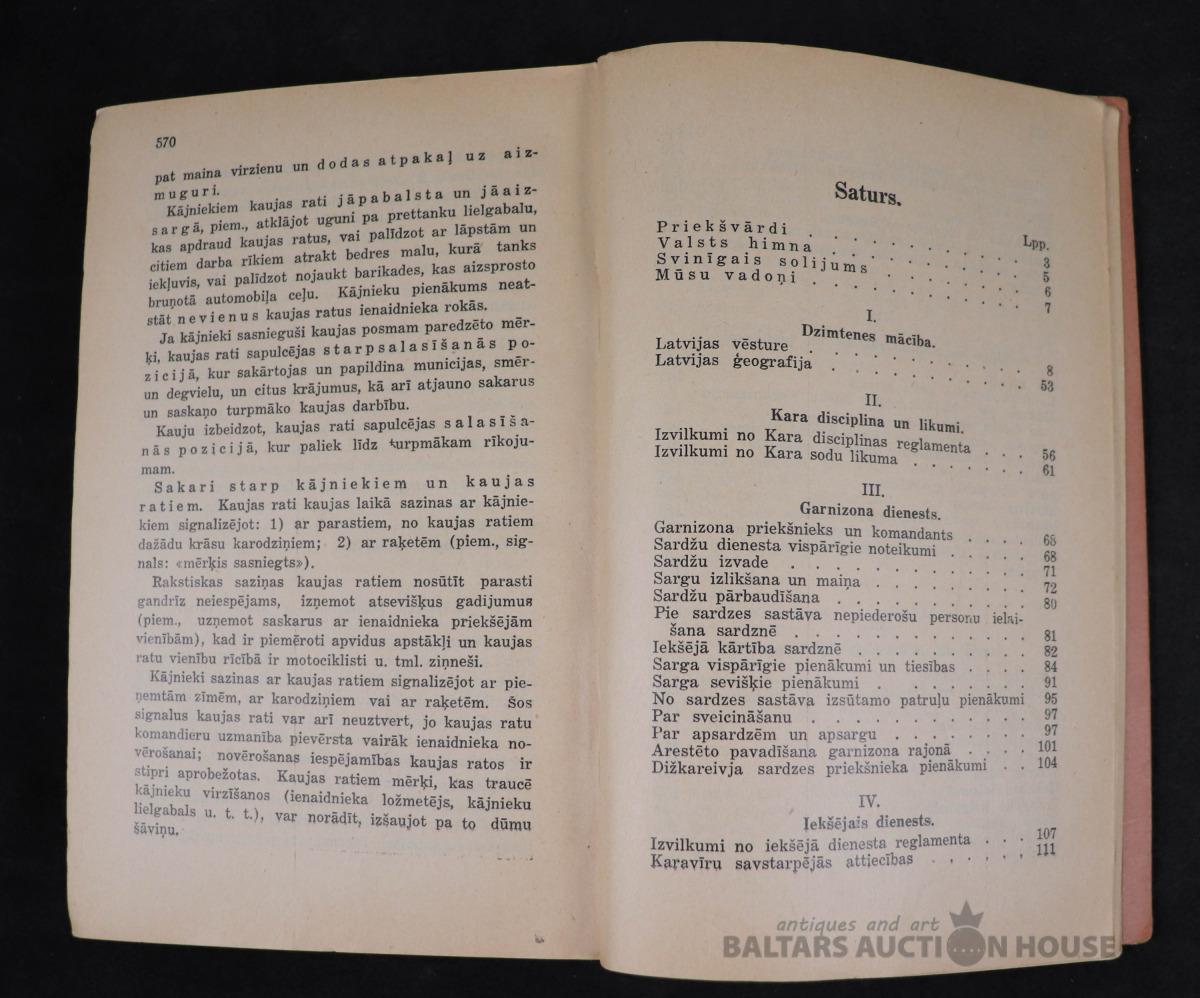 570
pat maina virzienu un dodas atpakaļ uz aiz-
muguri.
Kājniekiem kaujas rati jāpabalsta un jāaiz-
sargā, piem., atklājot uguni pa prettanku lielgabalu,
kas apdraud kaujas ratus, vai palīdzot ar lāpstām un
citiem darba rīkiem atrakt bedres malu, kurā tanks
iekļuvis, vai palīdzot nojaukt barikades, kas aizsprosto
bruņotā automobiļa ceļu. Kājnieku pienākums neat-
stāt nevienus kaujas ratus ienaidnieka rokās.
Ja kājnieki sasnieguši kaujas posmam paredzēto mēr-
ķi, kaujas rati sapulcējas starpsalasīšanās po-
zicijā, kur sakārtojas un papildina municijas, smēr-
un degvielu, un citus krājumus, kā arī atjauno sakarus
un saskaņo turpmāko kaujas darbību.
Kauju izbeidzot, kaujas rati sapulcējas salasīša-
nās pozicijā, kur paliek līdz turpmākam rīkoju-
mam.
Sakari starp kājniekiem un kaujas
ratiem. Kaujas rati kaujas laikā sazinas ar kājnie-
kiem signalizējot: 1) ar parastiem, no kaujas ratiem
dažādu krāsu karodziņiem; 2) ar raķetēm (piem., sig-
nals: «mērķis sasniegts»).
Rakstiskas saziņas kaujas ratiem nosūtīt parasti
gandrīz neiespējams, izņemot atsevišķus gadijumus
(piem., uzņemot saskarus ar ienaidnieka priekšējām
vienībām), kad ir piemēroti apvidus apstākļi un kaujas
ratu vienību rīcībā ir motociklisti u. tml. ziņneši.
Kājnieki sazinas ar kaujas ratiem signalizējot ar pie-
ņemtām zīmēm, ar karodziņiem vai ar raķetēm. Šos
signalus kaujas rati var arī neuztvert, jo kaujas ratu
komandieru uzmanība pievērsta vairāk ienaidnieka no-
vērošanai; novērošanas iespējamības kaujas ratos ir
stipri aprobežotas. Kaujas ratiem mērķi, kas traucē
kājnieku virzīšanos (ienaidnieka ložmetējs, kājnieku
lielgabals u. t. t.), var norādīt, izšaujot pa to dūmu
šāviņu.
Saturs.
Lpp.
Priekšvārdi . . . . . . . . 3
Valsts himna . . . . . . . . 5
Svinīgais solijums . . . . . . . . 6
Mūsu vadoņi . . . . . . . . 7
I.
Dzimtenes mācība.
Latvijas vēsture . . . . . . . . 8
Latvijas ģeografija . . . . . . . . 53
II.
Kara disciplina un likumi.
Izvilkumi no Kara disciplinas reglamenta . . . 56
Izvilkumi no Kara sodu likuma . . . . . . 61
III.
Garnizona dienests.
Garnizona priekšnieks un komandants . . . . 68
Sardžu dienesta vispārīgie noteikumi . . . . . 68
Sardžu izvade . . . . . . . . 71
Sargu izlikšana un maiņa . . . . . . . . 72
Sardžu pārbaudīšana . . . . . . . . 80
Pie sardzes sastāva nepiederošu personu ielai-
šana sardznē . . . . . . . . 81
Iekšējā kārtība sardznē . . . . . . . . 82
Sarga vispārīgie pienākumi un tiesības . . . . 84
Sarga sevišķie pienākumi . . . . . . . . 91
No sardzes sastāva izsūtamo patruļu pienākumi 95
Par sveicināšanu . . . . . . . . 97
Par apsardzēm un apsargu . . . . . . . . 97
Arestēto pavadīšana garnizona rajonā . . . . 101
Dižkareivja sardzes priekšnieka pienākumi . . 104
IV.
Iekšējais dienests.
Izvilkumi no iekšējā dienesta reglamenta . . . 107
Karavīru savstarpējās attiecības . . . . . . 111
antiques and art
BALTARS AUCTION HOUSE